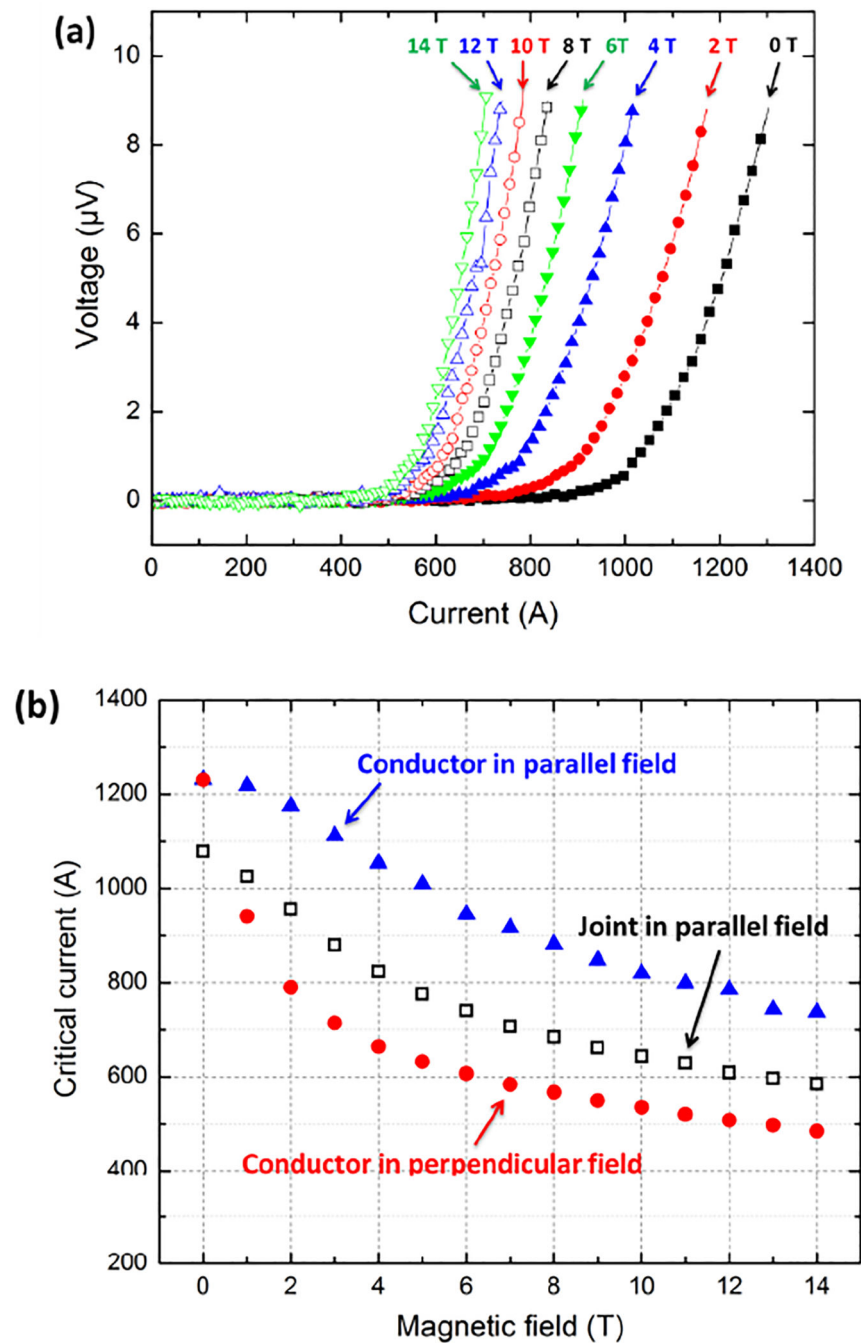 (a)
14 T 12 T 10 T 8 T 6T 4 T 2 T 0 T
10
8
6
4
2
0
Voltage (µV)
0 200 400 600 800 1000 1200 1400
Current (A)
(b)
1400
1200
1000
800
600
400
200
Critical current (A)
Conductor in parallel field
Joint in parallel field
Conductor in perpendicular field
0 2 4 6 8 10 12 14
Magnetic field (T)